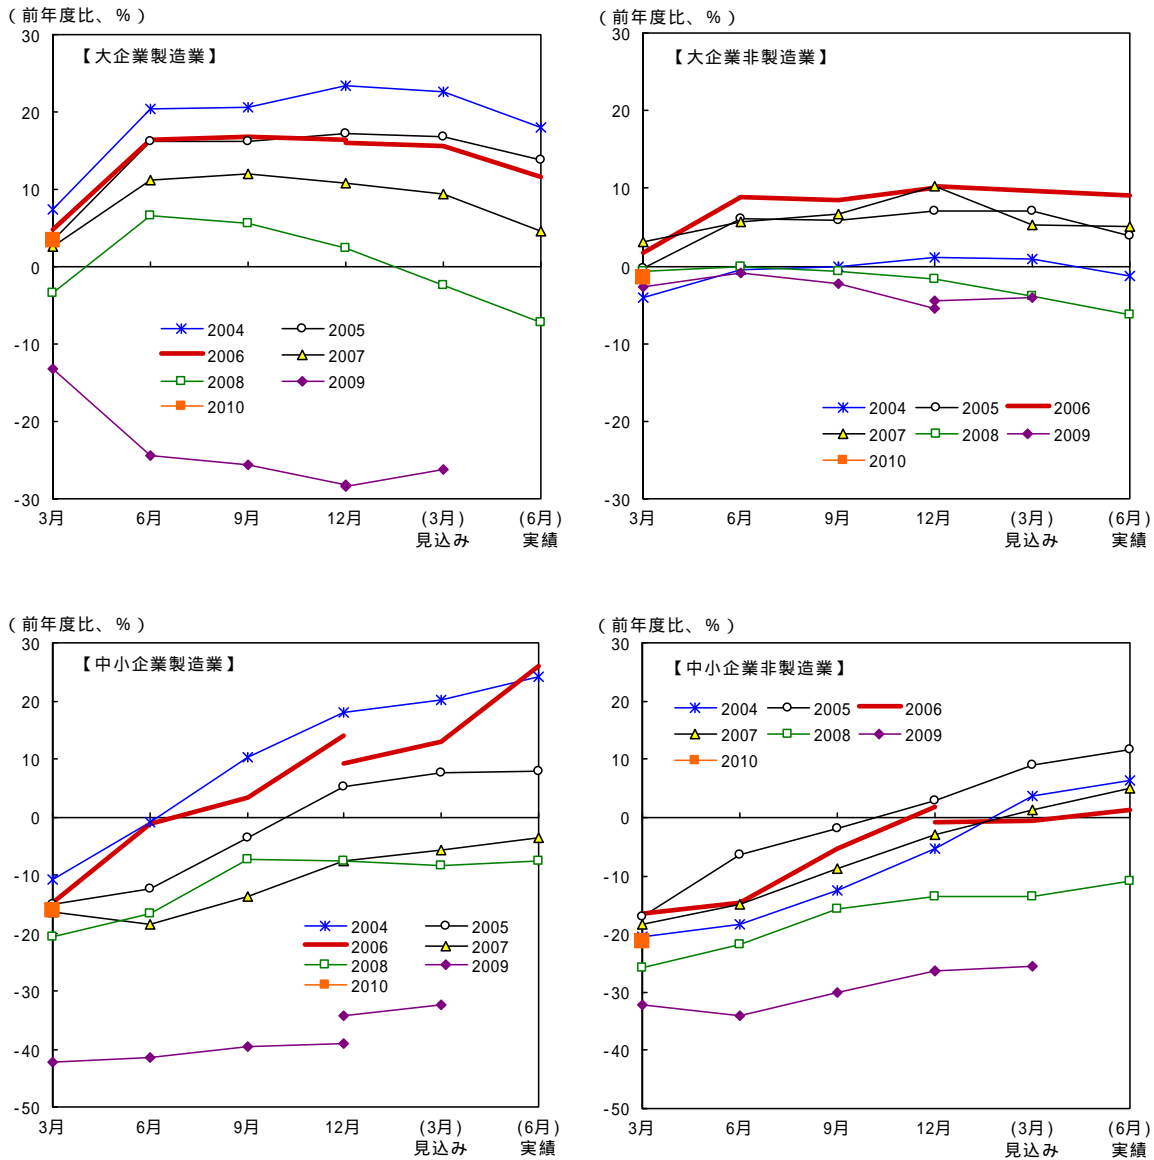 (前年度比、%)
【大企業製造業】
30
20
10
0
-10
-20
-30
2004
2005
2006
2007
2008
2009
2010
3月
6月
9月
12月
(3月)
見込み
(6月)
実績
(前年度比、%)
【大企業非製造業】
30
20
10
0
-10
-20
-30
2004
2005
2006
2007
2008
2009
2010
3月
6月
9月
12月
(3月)
見込み
(6月)
実績
(前年度比、%)
【中小企業製造業】
30
20
10
0
-10
-20
-30
-40
-50
2004
2005
2006
2007
2008
2009
2010
3月
6月
9月
12月
(3月)
見込み
(6月)
実績
(前年度比、%)
【中小企業非製造業】
30
20
10
0
-10
-20
-30
-40
-50
2004
2005
2006
2007
2008
2009
2010
3月
6月
9月
12月
(3月)
見込み
(6月)
実績